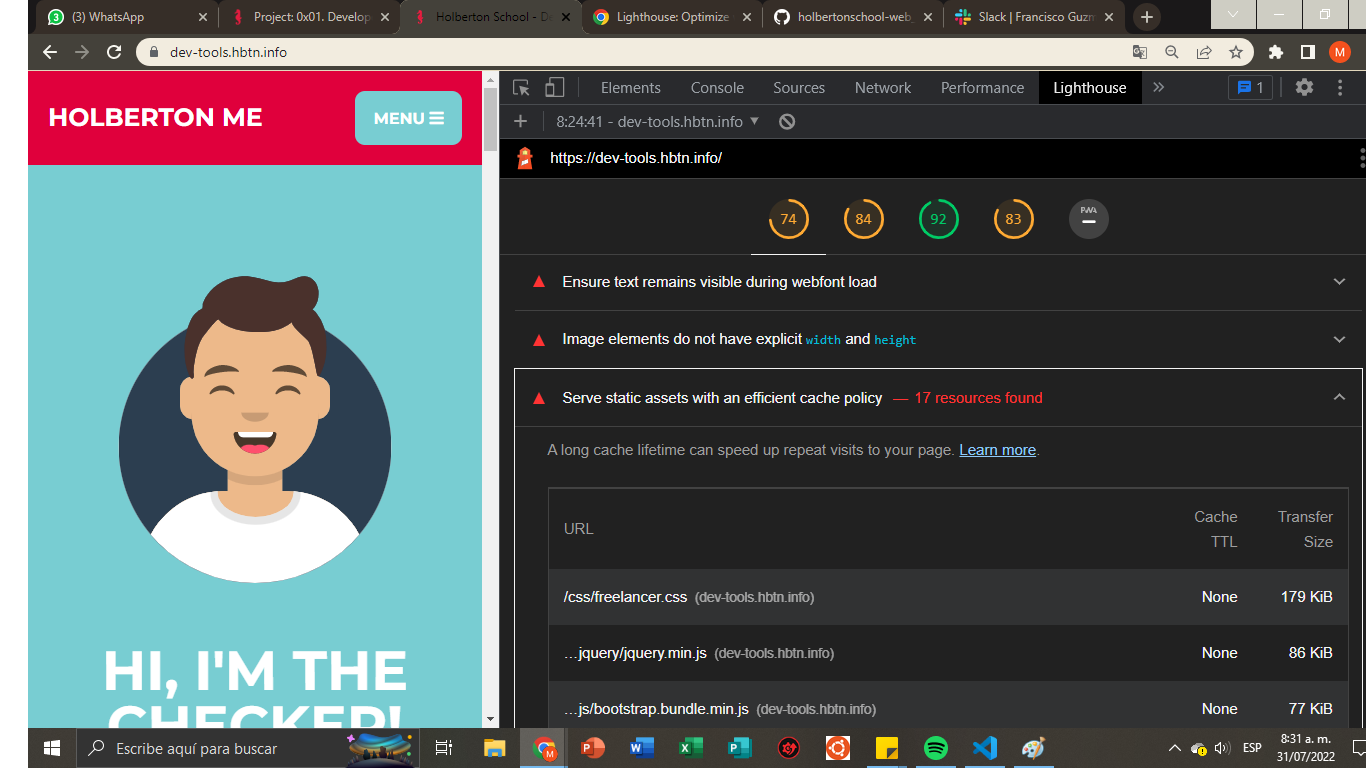 (3) WhatsApp
Project: 0x01. Develop
Holberton School - De
Lighthouse: Optimize
holbertonschool-web_
Slack | Francisco Guzm
dev-tools.hbtn.info
M
HOLBERTON ME
MENU
HI, I'M THE
CHECKER!
Elements Console Sources Network Performance Lighthouse
1
8:24:41 - dev-tools.hbtn.info
https://dev-tools.hbtn.info/
74 84 92 83 PWA
Ensure text remains visible during webfont load
Image elements do not have explicit width and height
Serve static assets with an efficient cache policy — 17 resources found
A long cache lifetime can speed up repeat visits to your page. Learn more.
URL Cache TTL Transfer Size
/css/freelancer.css (dev-tools.hbtn.info) None 179 KiB
…jquery/jquery.min.js (dev-tools.hbtn.info) None 86 KiB
…js/bootstrap.bundle.min.js (dev-tools.hbtn.info) None 77 KiB
Escribe aquí para buscar
ESP
8:31 a. m.
31/07/2022